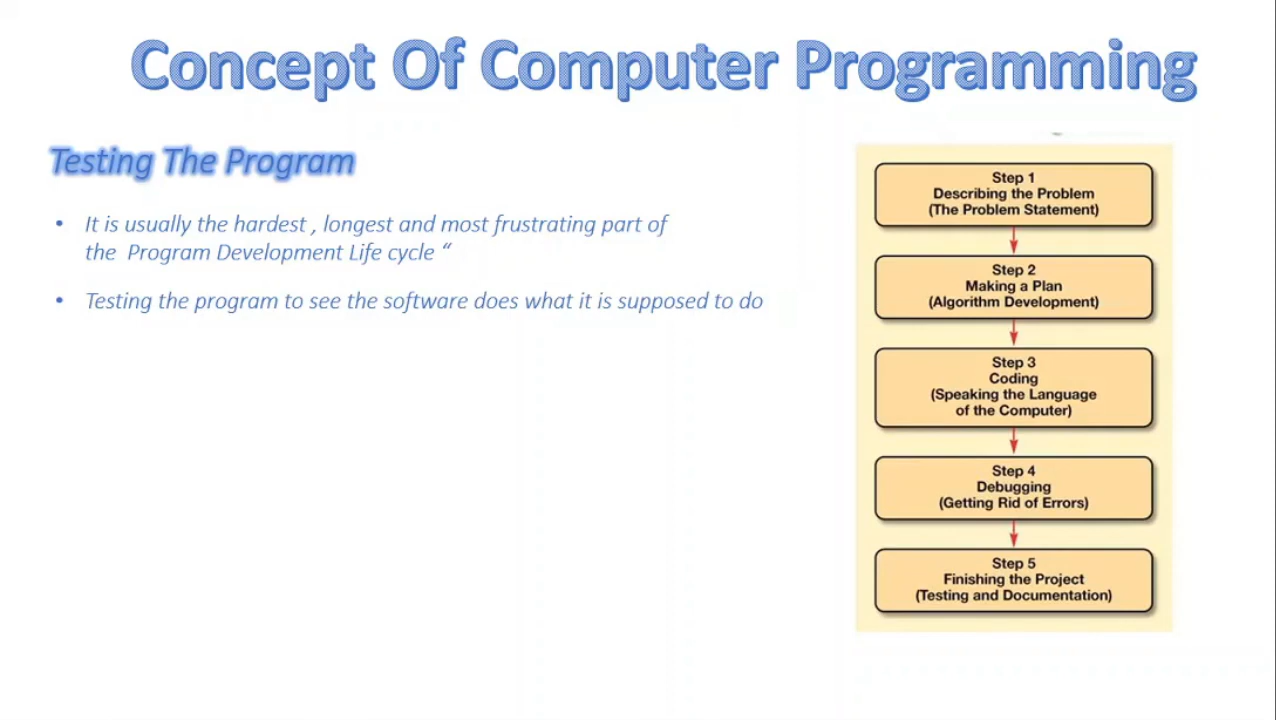 Concept Of Computer Programming
Testing The Program
• It is usually the hardest , longest and most frustrating part of
the Program Development Life cycle “
• Testing the program to see the software does what it is supposed to do
Step 1
Describing the Problem
(The Problem Statement)
Step 2
Making a Plan
(Algorithm Development)
Step 3
Coding
(Speaking the Language
of the Computer)
Step 4
Debugging
(Getting Rid of Errors)
Step 5
Finishing the Project
(Testing and Documentation)